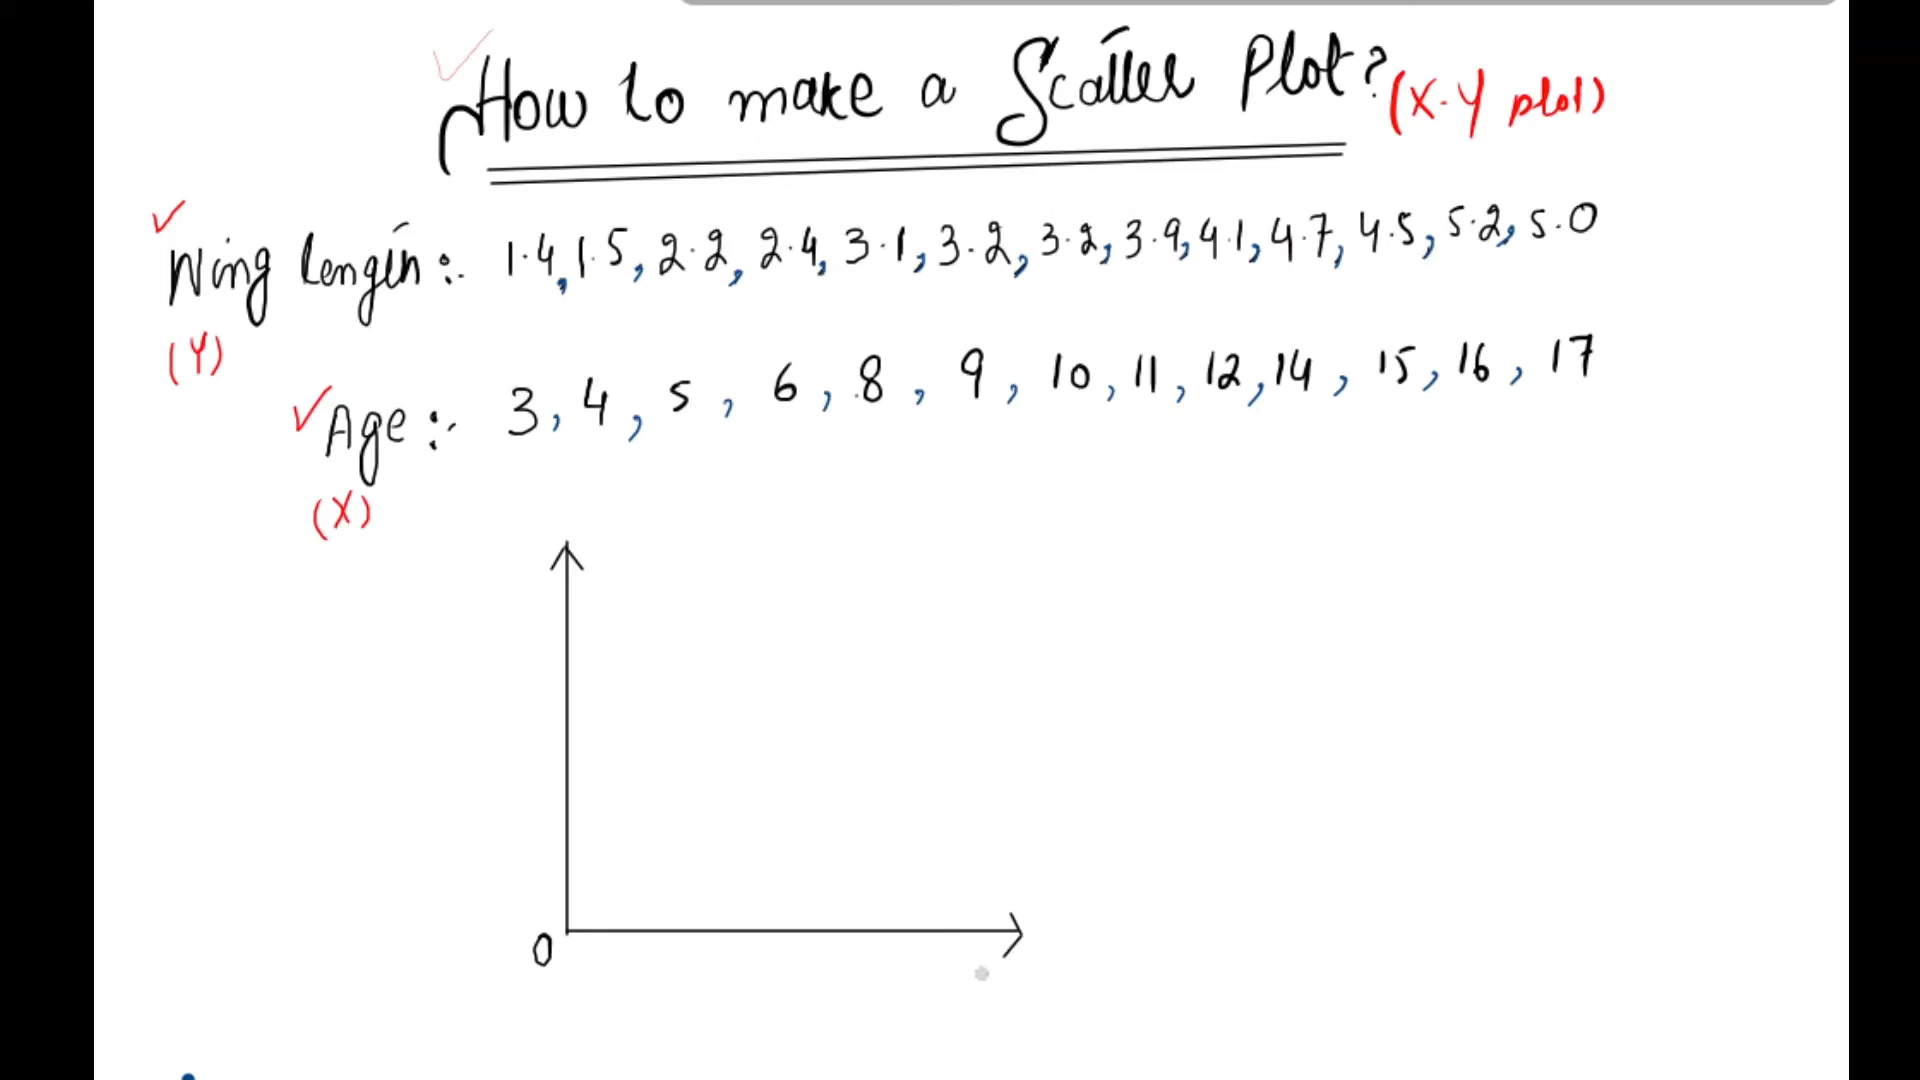 How to make a Scatter Plot? (X-Y plot)
Wing length :- 1.4, 1.5, 2.2, 2.4, 3.1, 3.2, 3.2, 3.9, 4.1, 4.7, 4.5, 5.2, 5.0
(Y)
Age :- 3, 4, 5, 6, 8, 9, 10, 11, 12, 14, 15, 16, 17
(X)
0